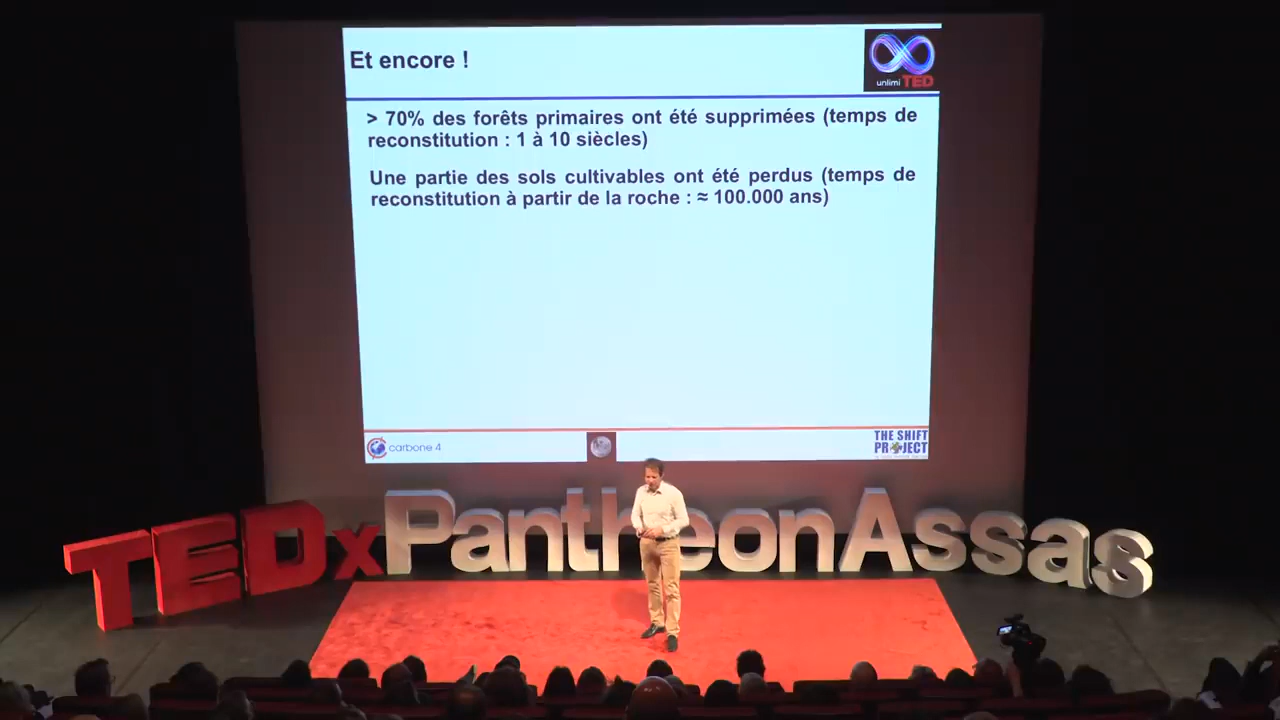 Et encore !
unlimiTED
> 70% des forêts primaires ont été supprimées (temps de
reconstitution : 1 à 10 siècles)
Une partie des sols cultivables ont été perdus (temps de
reconstitution à partir de la roche : ≈ 100.000 ans)
carbone 4
THE SHIFT
PROJECT
TEDxPantheonAssas